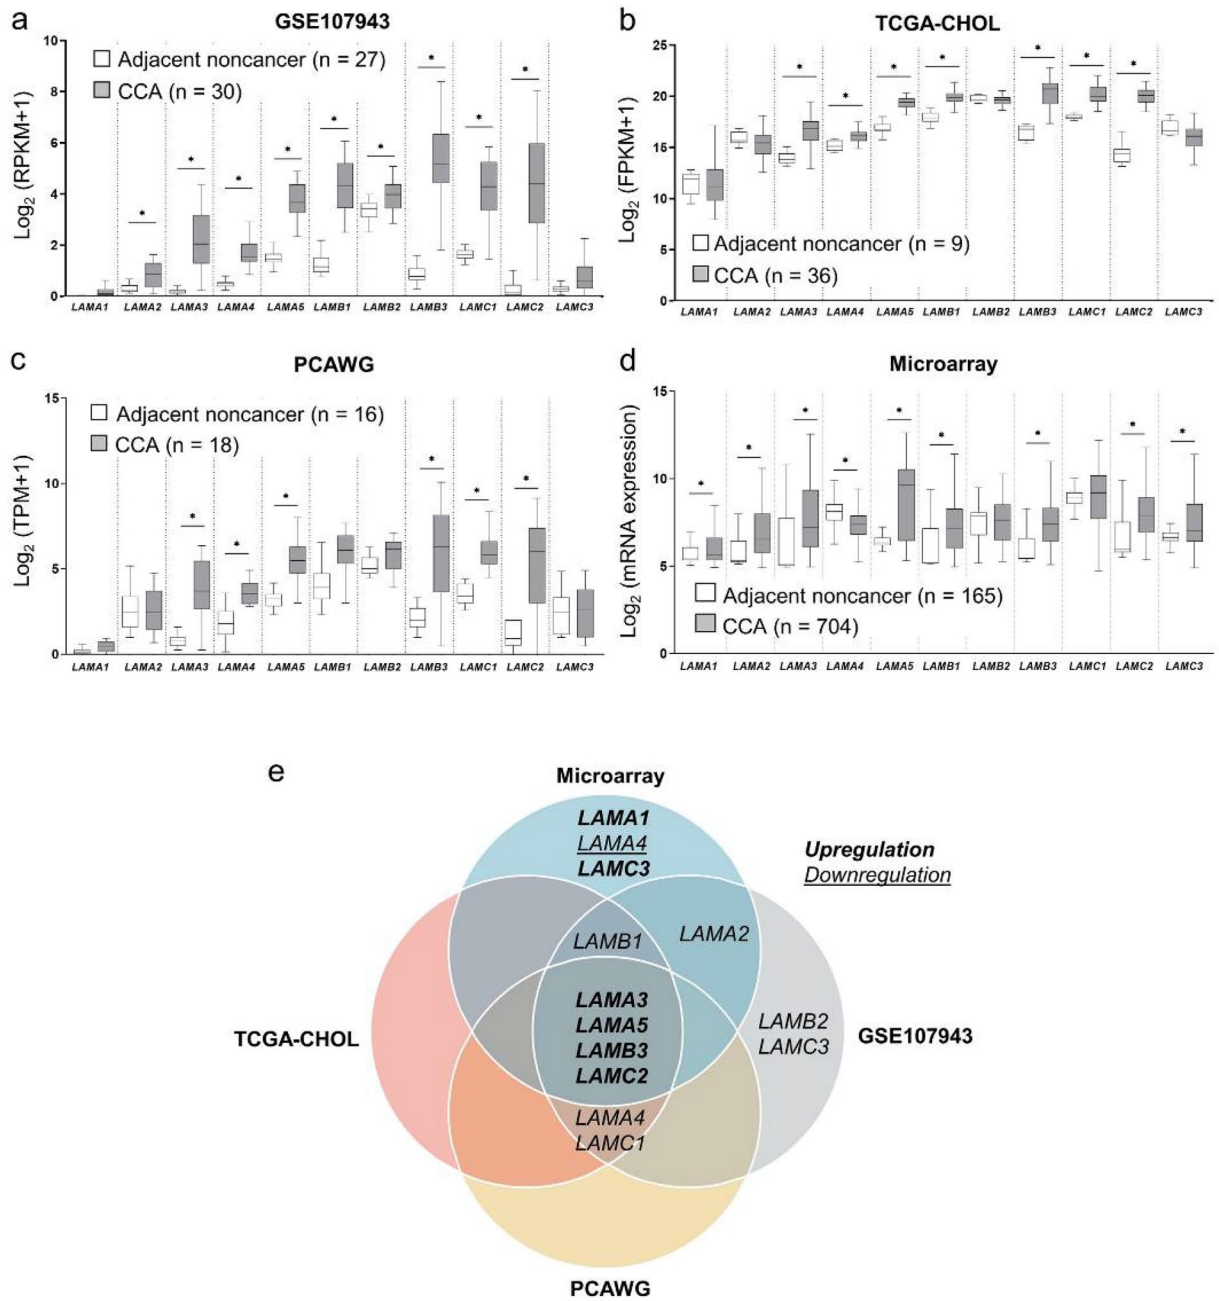 a
GSE107943
10
8
6
4
2
0
Log2 (RPKM+1)
Adjacent noncancer (n = 27)
CCA (n = 30)
* * * * * * * * * *
LAMA1 LAMA2 LAMA3 LAMA4 LAMA5 LAMB1 LAMB2 LAMB3 LAMC1 LAMC2 LAMC3
b
TCGA-CHOL
25
20
15
10
5
0
Log2 (FPKM+1)
* * * * * * *
Adjacent noncancer (n = 9)
CCA (n = 36)
LAMA1 LAMA2 LAMA3 LAMA4 LAMA5 LAMB1 LAMB2 LAMB3 LAMC1 LAMC2 LAMC3
c
PCAWG
15
10
5
0
Log2 (TPM+1)
Adjacent noncancer (n = 16)
CCA (n = 18)
* * * * * *
LAMA1 LAMA2 LAMA3 LAMA4 LAMA5 LAMB1 LAMB2 LAMB3 LAMC1 LAMC2 LAMC3
d
Microarray
15
10
5
0
Log2 (mRNA expression)
* * * * * * * * *
Adjacent noncancer (n = 165)
CCA (n = 704)
LAMA1 LAMA2 LAMA3 LAMA4 LAMA5 LAMB1 LAMB2 LAMB3 LAMC1 LAMC2 LAMC3
e
Microarray
LAMA1
LAMA4
LAMC3
Upregulation
Downregulation
LAMB1
LAMA2
LAMA3
LAMA5
LAMB3
LAMC2
LAMB2
LAMC3
TCGA-CHOL
GSE107943
LAMA4
LAMC1
PCAWG